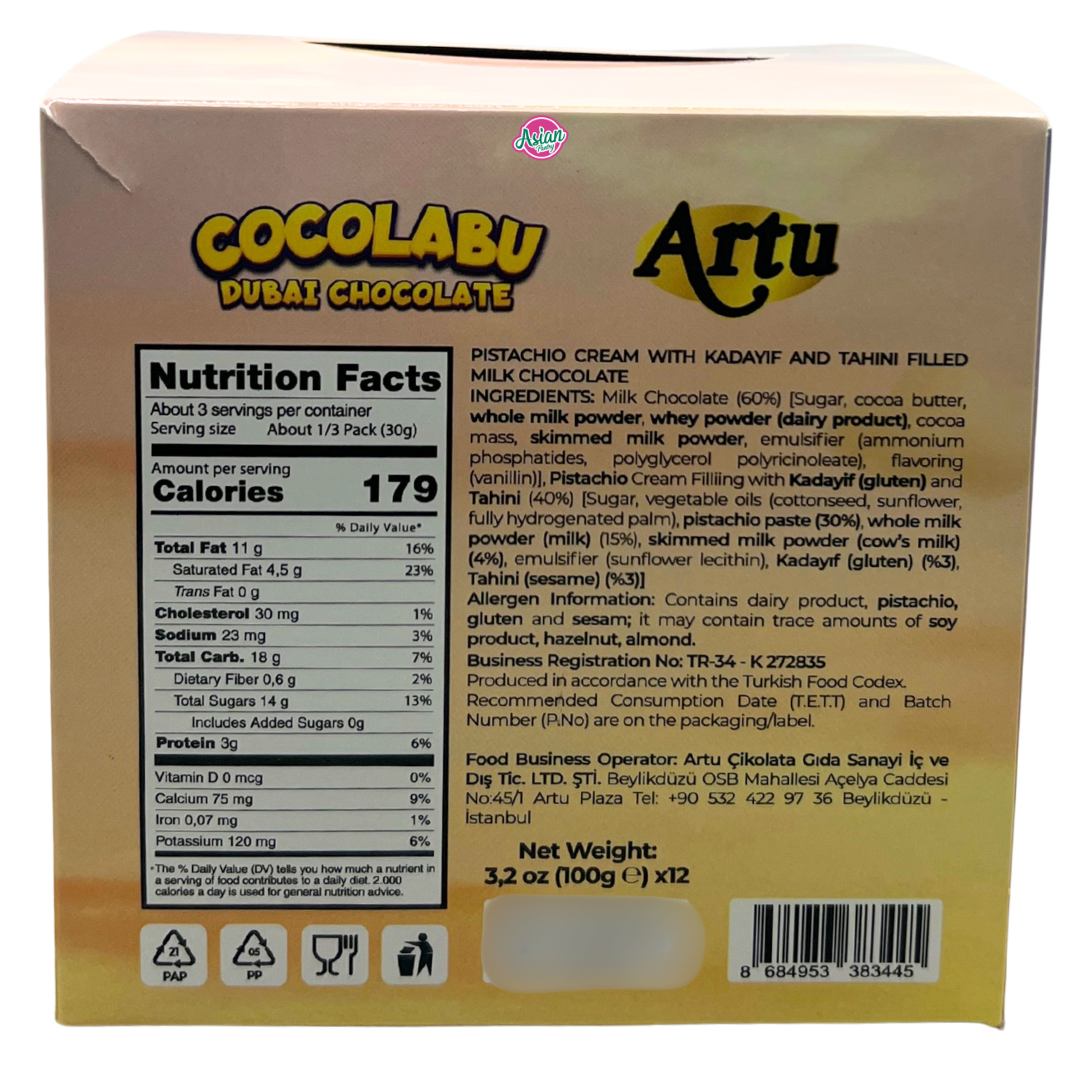 Asian
Pantry
COCOLABU
DUBAI CHOCOLATE
Artu
Nutrition Facts
About 3 servings per container
Serving size About 1/3 Pack (30g)
Amount per serving
Calories 179
% Daily Value*
Total Fat 11 g 16%
Saturated Fat 4,5 g 23%
Trans Fat 0 g
Cholesterol 30 mg 1%
Sodium 23 mg 3%
Total Carb. 18 g 7%
Dietary Fiber 0,6 g 2%
Total Sugars 14 g 13%
Includes Added Sugars 0g
Protein 3g 6%
Vitamin D 0 mcg 0%
Calcium 75 mg 9%
Iron 0,07 mg 1%
Potassium 120 mg 6%
*The % Daily Value (DV) tells you how much a nutrient in
a serving of food contributes to a daily diet. 2.000
calories a day is used for general nutrition advice.
PISTACHIO CREAM WITH KADAYIF AND TAHINI FILLED
MILK CHOCOLATE
INGREDIENTS: Milk Chocolate (60%) [Sugar, cocoa butter,
whole milk powder, whey powder (dairy product), cocoa
mass, skimmed milk powder, emulsifier (ammonium
phosphatides, polyglycerol polyricinoleate), flavoring
(vanillin)], Pistachio Cream Filliing with Kadayif (gluten) and
Tahini (40%) [Sugar, vegetable oils (cottonseed, sunflower,
fully hydrogenated palm), pistachio paste (30%), whole milk
powder (milk) (15%), skimmed milk powder (cow's milk)
(4%), emulsifier (sunflower lecithin), Kadayıf (gluten) (%3),
Tahini (sesame) (%3)]
Allergen Information: Contains dairy product, pistachio,
gluten and sesam; it may contain trace amounts of soy
product, hazelnut, almond.
Business Registration No: TR-34 - K 272835
Produced in accordance with the Turkish Food Codex.
Recommended Consumption Date (T.E.T.T) and Batch
Number (P.No) are on the packaging/label.
Food Business Operator: Artu Çikolata Gıda Sanayi İç ve
Dış Tic. LTD. ŞTİ. Beylikdüzü OSB Mahallesi Açelya Caddesi
No:45/1 Artu Plaza Tel: +90 532 422 97 36 Beylikdüzü -
İstanbul
Net Weight:
3,2 oz (100g ℮) x12
21
PAP
05
PP
8 684953 383445